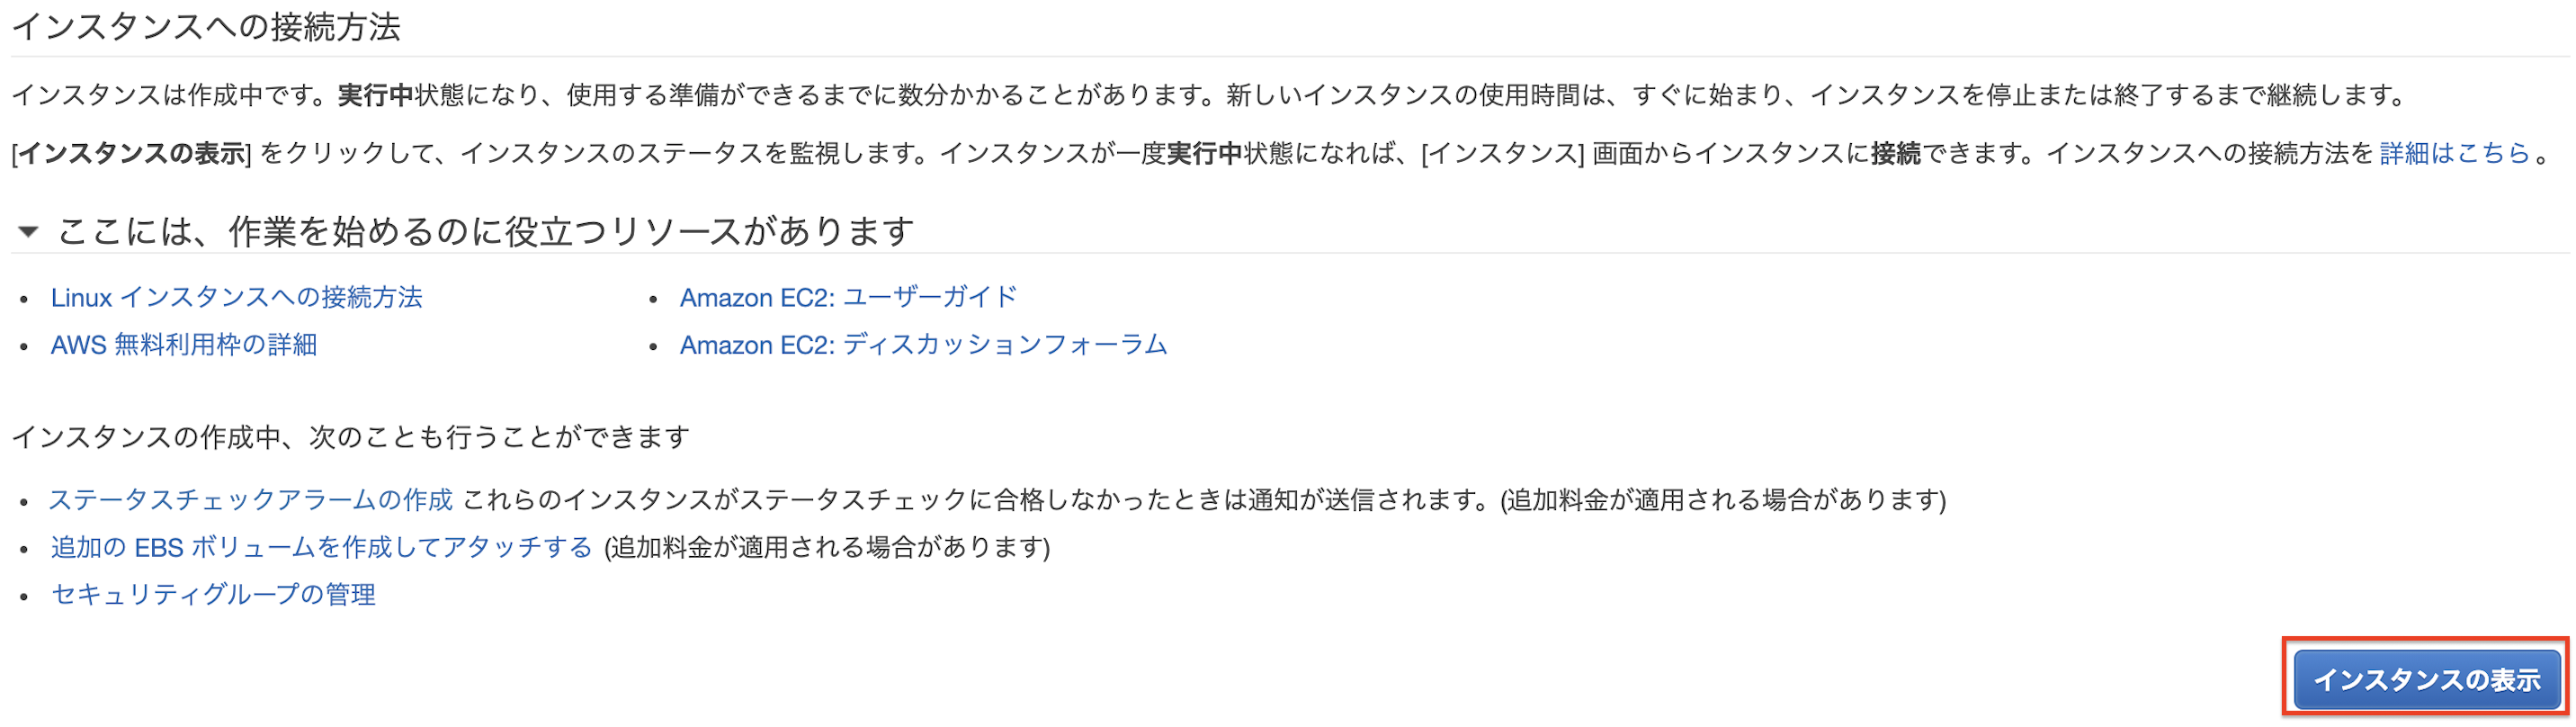 インスタンスへの接続方法
インスタンスは作成中です。実行中状態になり、使用する準備ができるまでに数分かかることがあります。新しいインスタンスの使用時間は、すぐに始まり、インスタンスを停止または終了するまで継続します。
[インスタンスの表示] をクリックして、インスタンスのステータスを監視します。インスタンスが一度実行中状態になれば、[インスタンス] 画面からインスタンスに接続できます。インスタンスへの接続方法を 詳細はこちら 。
ここには、作業を始めるのに役立つリソースがあります
• Linux インスタンスへの接続方法
• AWS 無料利用枠の詳細
• Amazon EC2: ユーザーガイド
• Amazon EC2: ディスカッションフォーラム
インスタンスの作成中、次のことも行うことができます
• ステータスチェックアラームの作成 これらのインスタンスがステータスチェックに合格しなかったときは通知が送信されます。(追加料金が適用される場合があります)
• 追加の EBS ボリュームを作成してアタッチする (追加料金が適用される場合があります)
• セキュリティグループの管理
インスタンスの表示